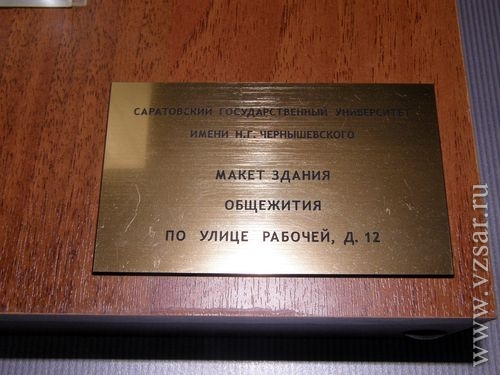 САРАТОВСКИЙ ГОСУДАРСТВЕННЫЙ УНИВЕРСИТЕТ
ИМЕНИ Н.Г. ЧЕРНЫШЕВСКОГО
МАКЕТ ЗДАНИЯ
ОБЩЕЖИТИЯ
ПО УЛИЦЕ РАБОЧЕЙ, Д. 12
www.vzsar.ru